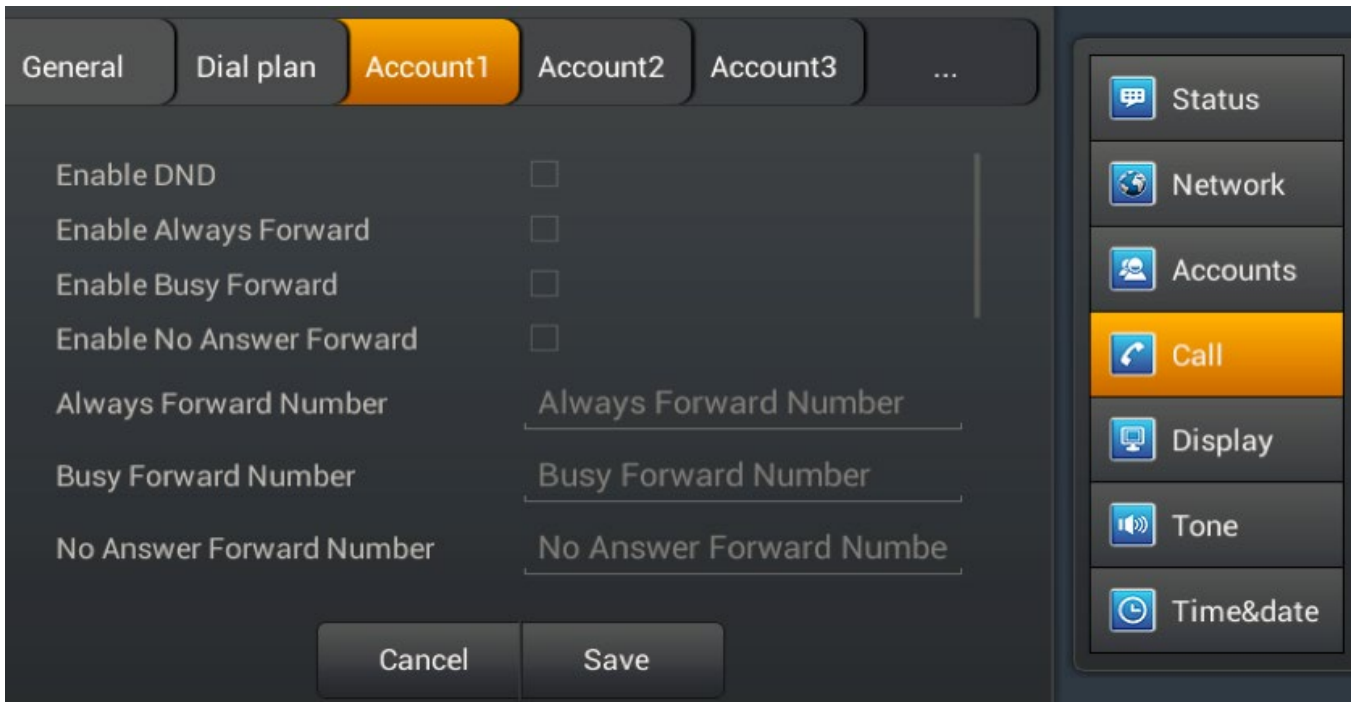 General Dial plan Account1 Account2 Account3 ...
Enable DND
Enable Always Forward
Enable Busy Forward
Enable No Answer Forward
Always Forward Number Always Forward Number
Busy Forward Number Busy Forward Number
No Answer Forward Number No Answer Forward Numbe
Cancel Save
Status
Network
Accounts
Call
Display
Tone
Time&date